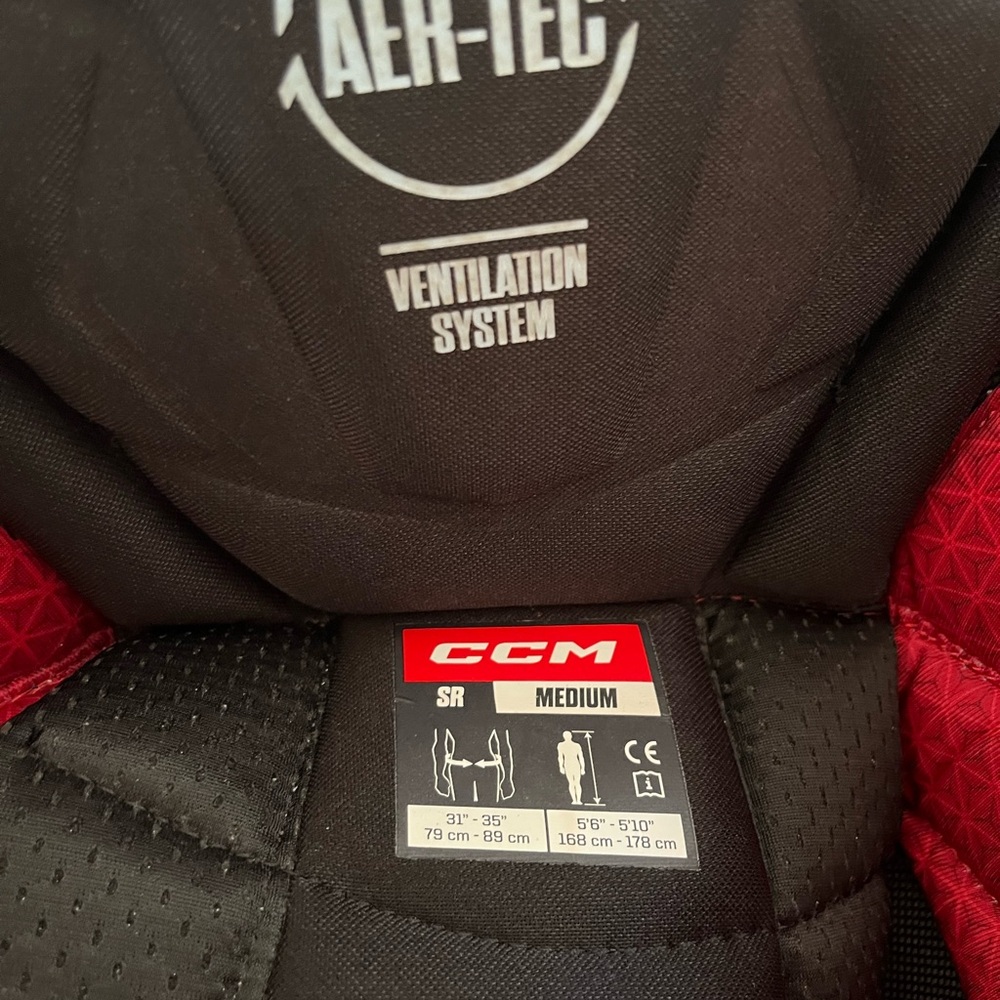 AER-TEC
VENTILATION
SYSTEM
CCM
SR MEDIUM
CE
i
31" - 35"
79 cm - 89 cm
5'6" - 5'10"
168 cm - 178 cm